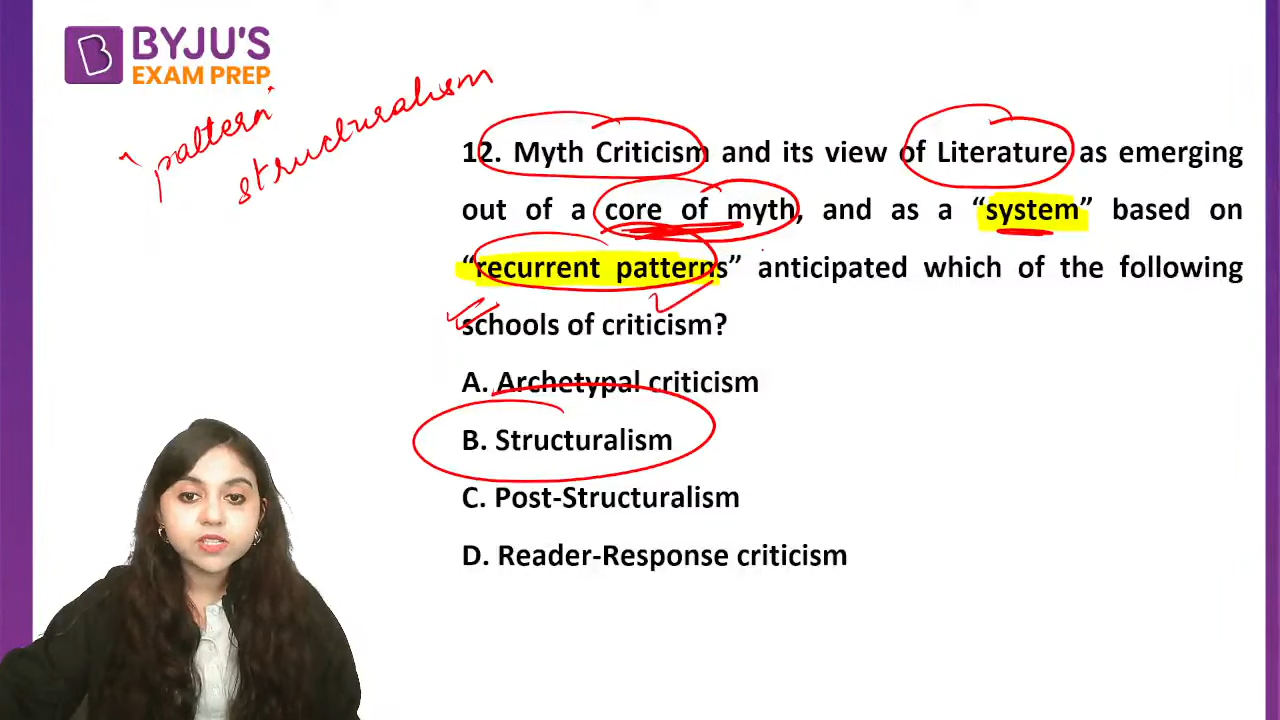 BYJU'S
EXAM PREP
"pattern"
structuralism
12. Myth Criticism and its view of Literature as emerging
out of a core of myth, and as a “system” based on
“recurrent patterns” anticipated which of the following
schools of criticism?
A. Archetypal criticism
B. Structuralism
C. Post-Structuralism
D. Reader-Response criticism